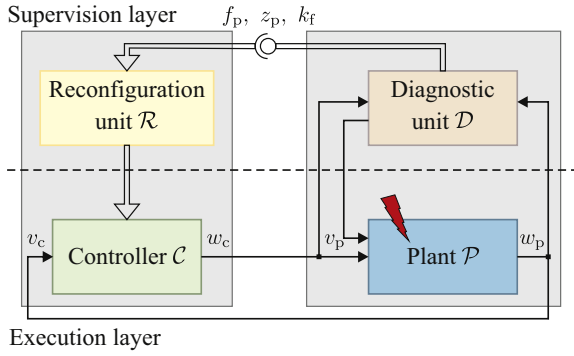 Supervision layer
f_p, z_p, k_f
Reconfiguration
unit R
Diagnostic
unit D
v_c
Controller C
w_c
v_p
Plant P
w_p
Execution layer